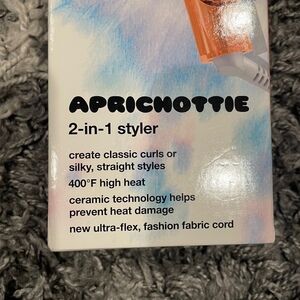 APRICHOTTIE
2-in-1 styler
create classic curls or
silky, straight styles
400°F high heat
ceramic technology helps
prevent heat damage
new ultra-flex, fashion fabric cord